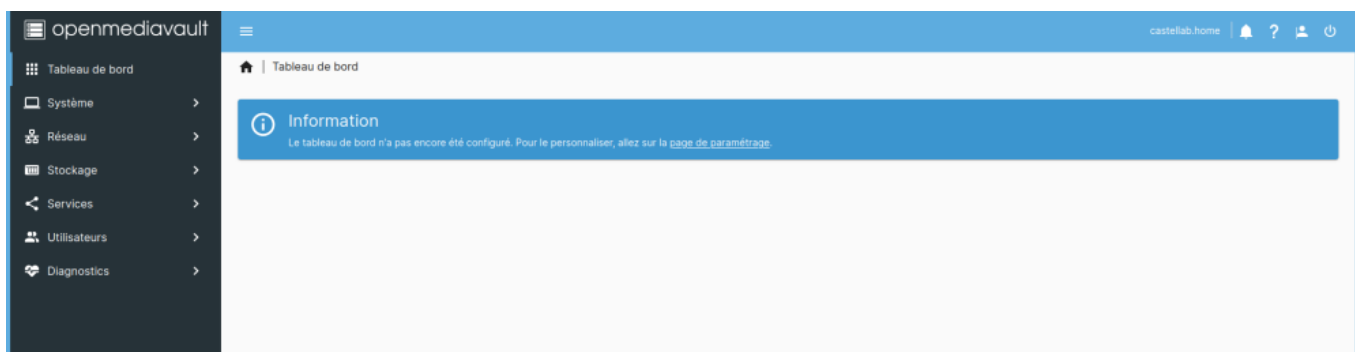 openmediavault
castellab.home
Tableau de bord
Tableau de bord
Système
Réseau
Stockage
Services
Utilisateurs
Diagnostics
Information
Le tableau de bord n'a pas encore été configuré. Pour le personnaliser, allez sur la page de paramétrage.